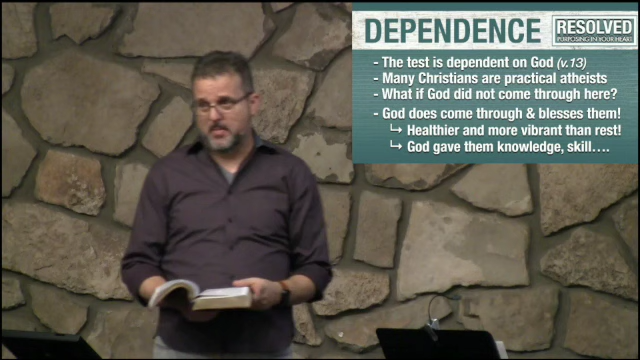 DEPENDENCE
RESOLVED
PURPOSING IN YOUR HEART
- The test is dependent on God (v.13)
- Many Christians are practical atheists
- What if God did not come through here?
- God does come through & blesses them!
↳ Healthier and more vibrant than rest!
↳ God gave them knowledge, skill….